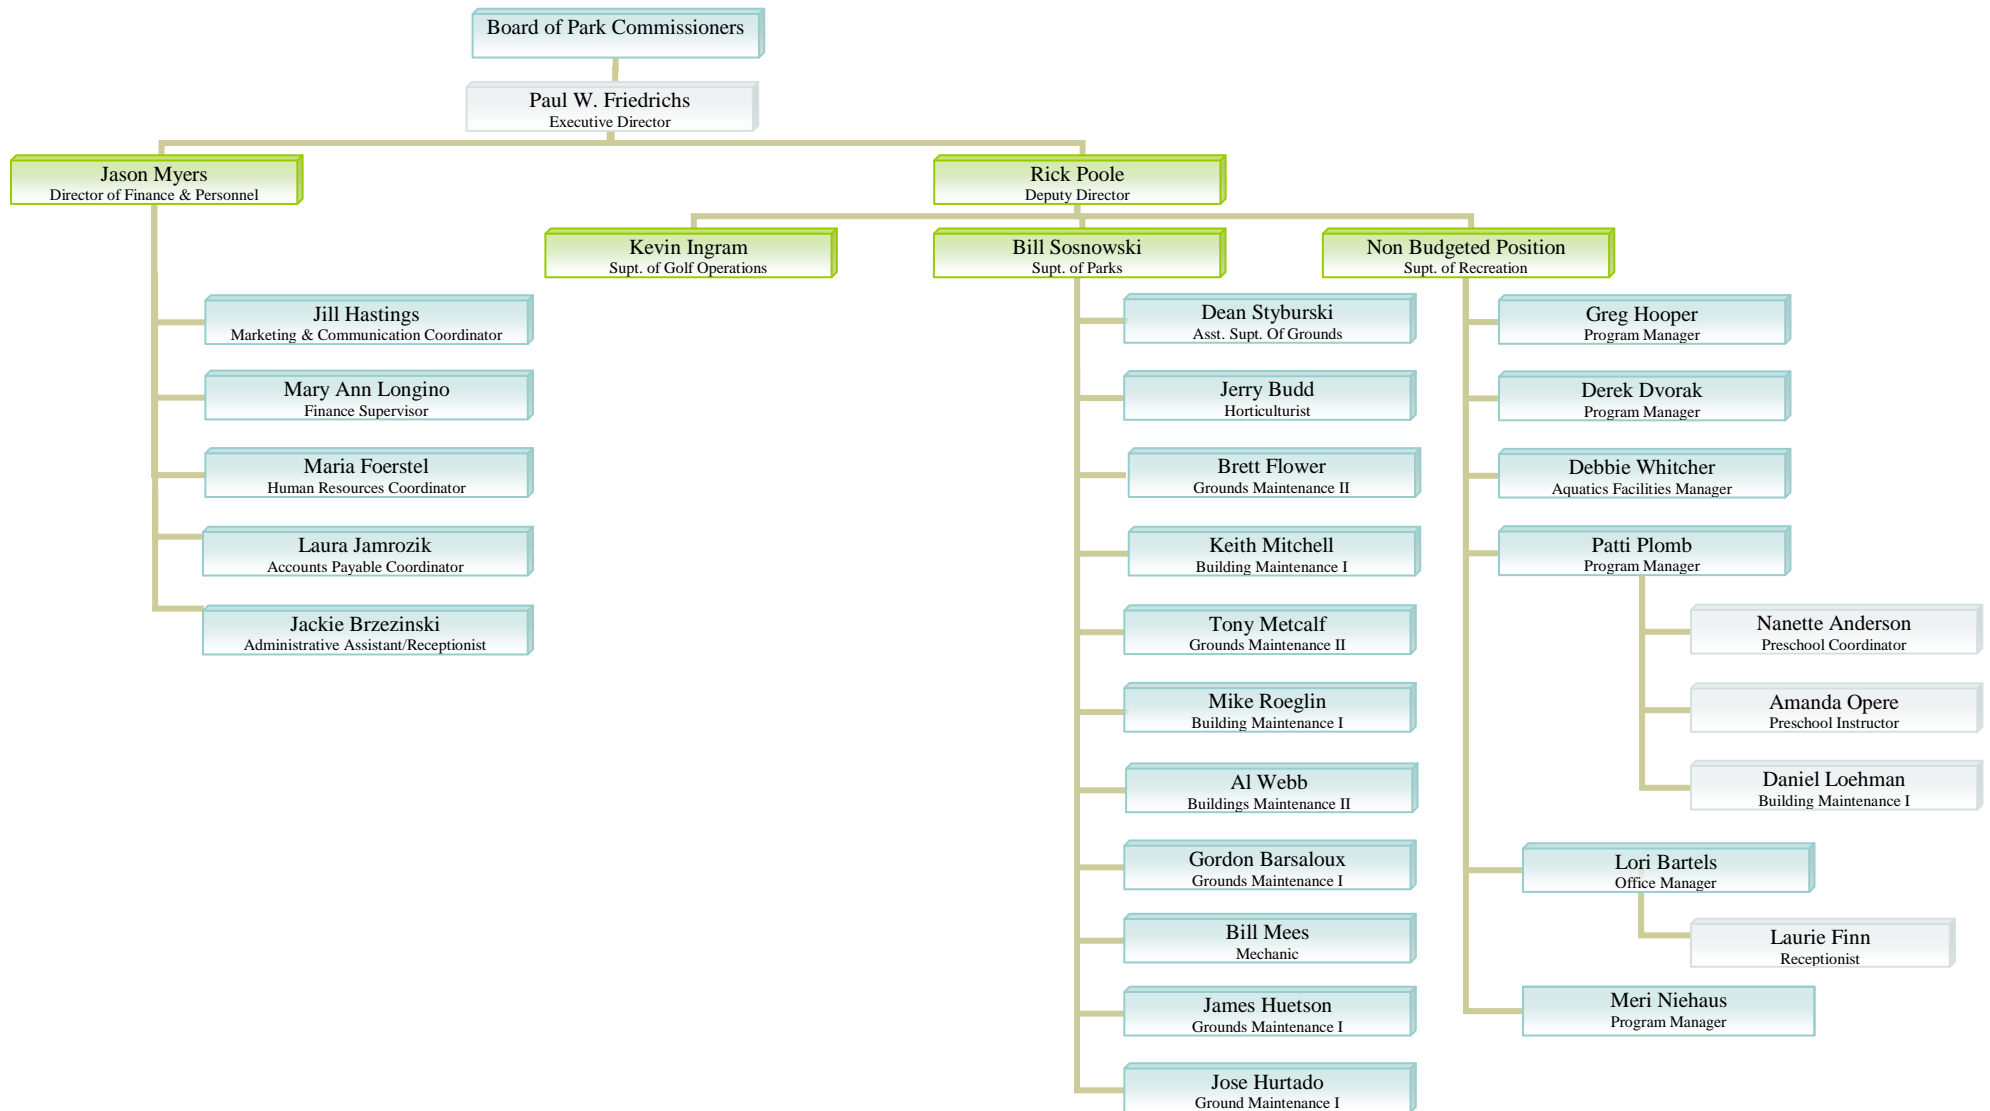 Board of Park Commissioners
Paul W. Friedrichs
Executive Director
Jason Myers
Director of Finance & Personnel
Rick Poole
Deputy Director
Kevin Ingram
Supt. of Golf Operations
Bill Sosnowski
Supt. of Parks
Non Budgeted Position
Supt. of Recreation
Jill Hastings
Marketing & Communication Coordinator
Mary Ann Longino
Finance Supervisor
Maria Foerstel
Human Resources Coordinator
Laura Jamrozik
Accounts Payable Coordinator
Jackie Brzezinski
Administrative Assistant/Receptionist
Dean Styburski
Asst. Supt. Of Grounds
Jerry Budd
Horticulturist
Brett Flower
Grounds Maintenance II
Keith Mitchell
Building Maintenance I
Tony Metcalf
Grounds Maintenance II
Mike Roeglin
Building Maintenance I
Al Webb
Buildings Maintenance II
Gordon Barsaloux
Grounds Maintenance I
Bill Mees
Mechanic
James Huetson
Grounds Maintenance I
Jose Hurtado
Ground Maintenance I
Greg Hooper
Program Manager
Derek Dvorak
Program Manager
Debbie Whitcher
Aquatics Facilities Manager
Patti Plomb
Program Manager
Nanette Anderson
Preschool Coordinator
Amanda Opere
Preschool Instructor
Daniel Loehman
Building Maintenance I
Lori Bartels
Office Manager
Laurie Finn
Receptionist
Meri Niehaus
Program Manager